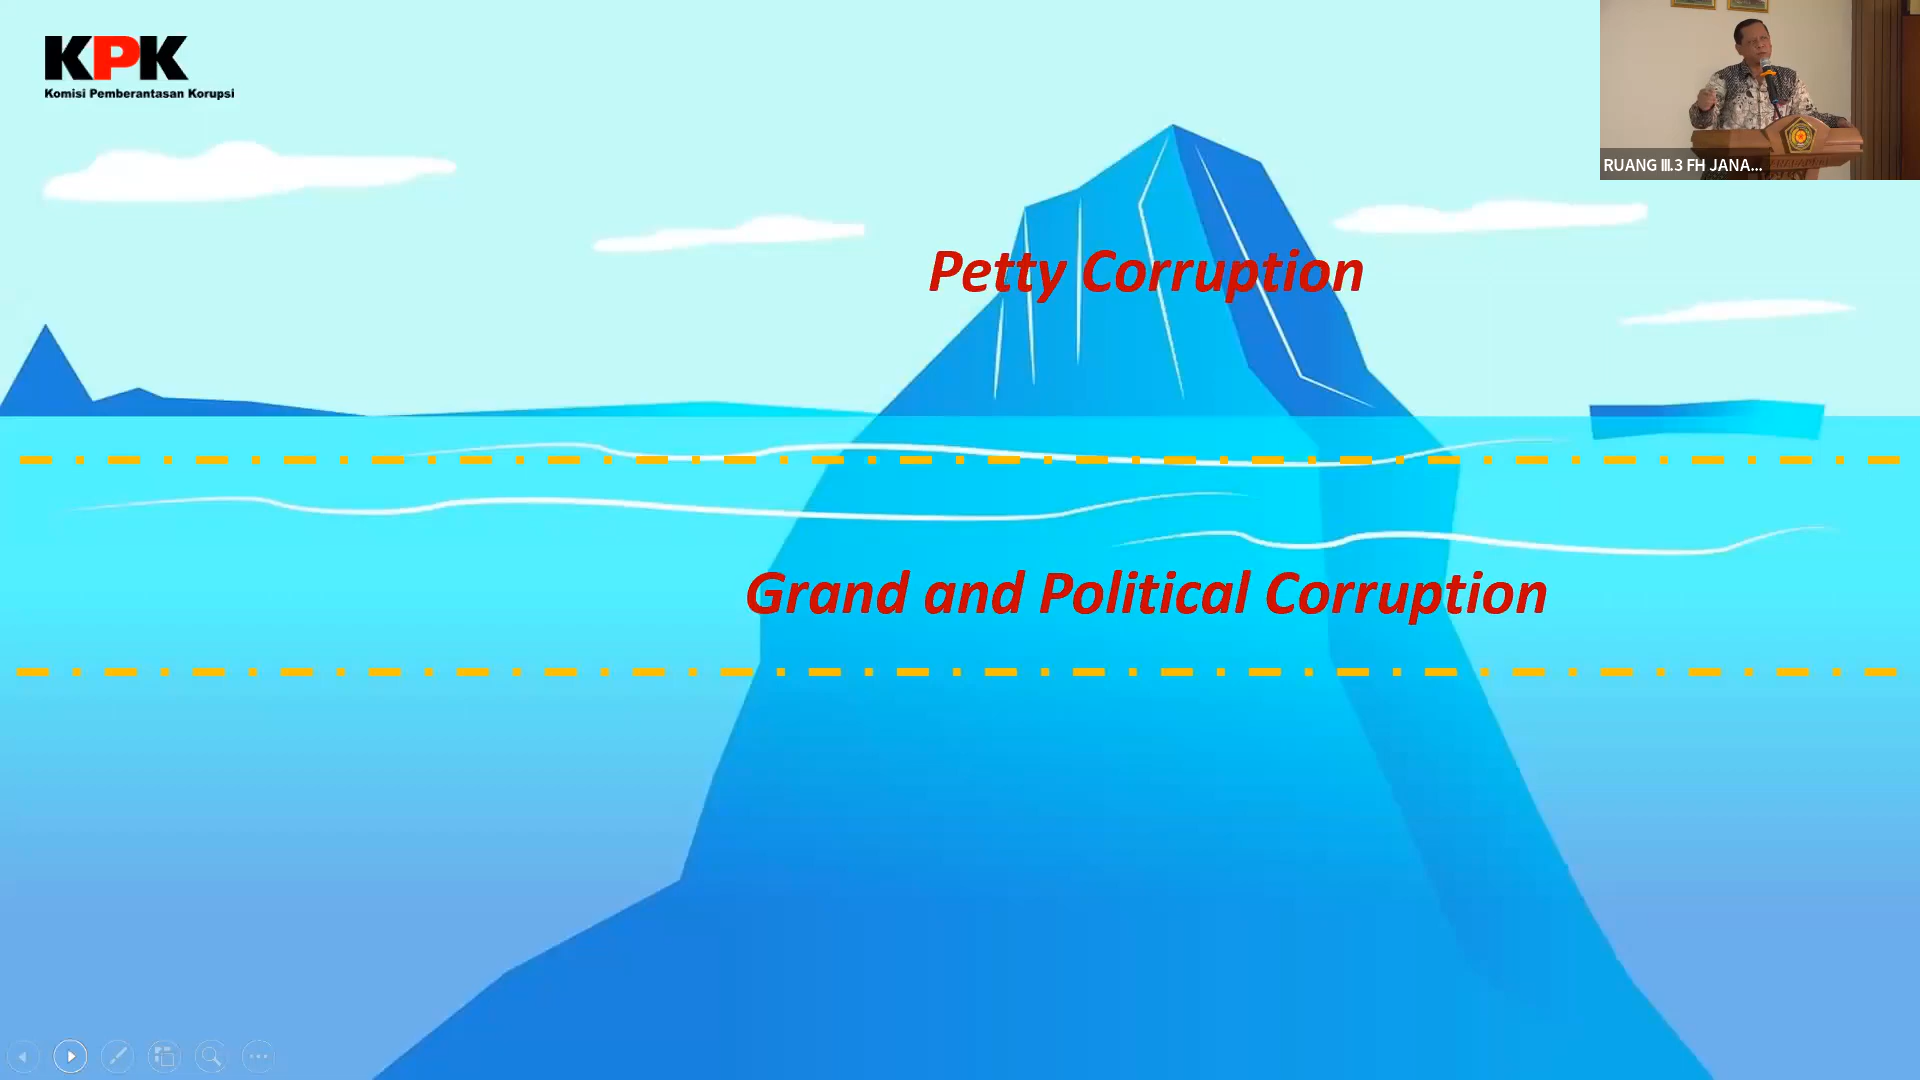 KPK
Komisi Pemberantasan Korupsi
RUANG III.3 FH JANA...
Petty Corruption
Grand and Political Corruption